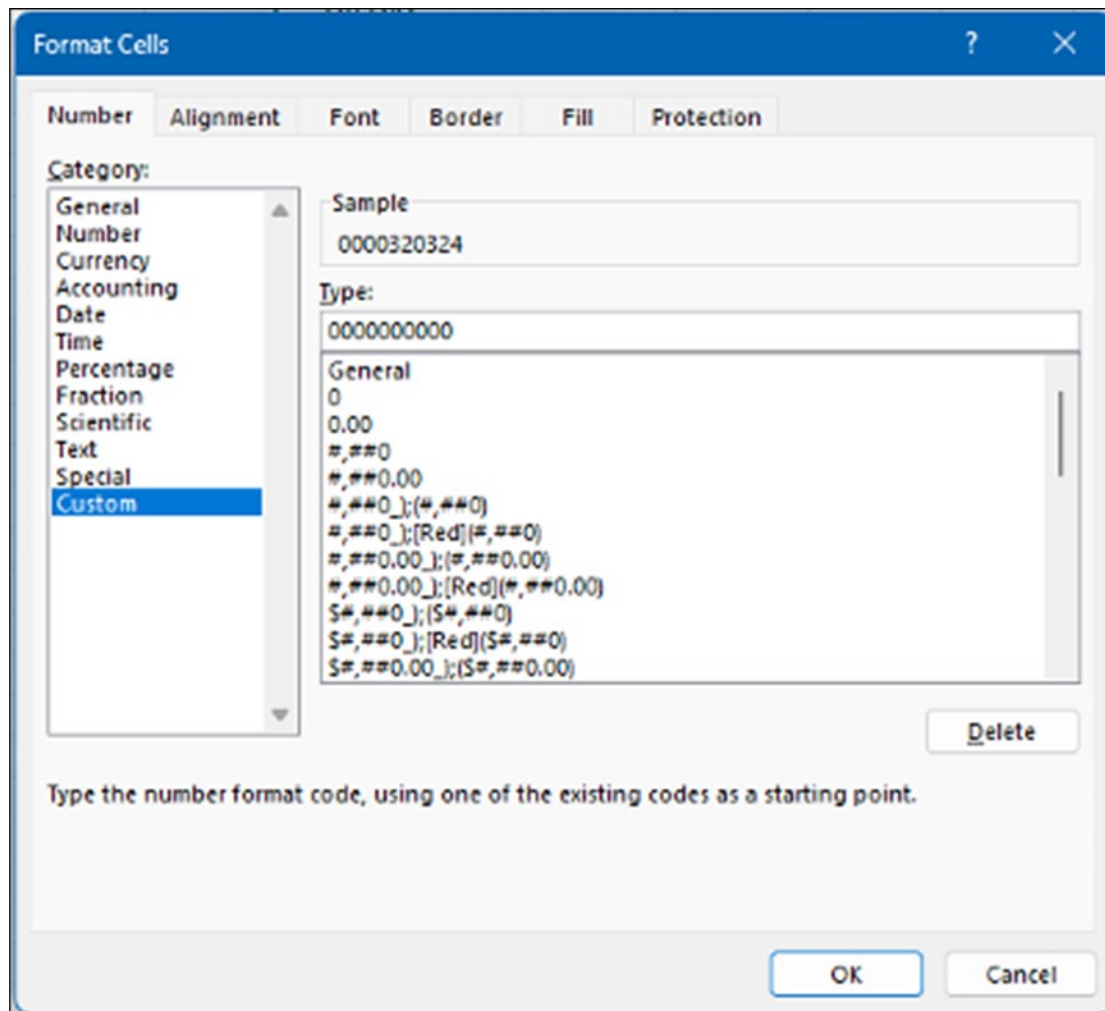 Format Cells ?
Number Alignment Font Border Fill Protection
Category:
General
Number
Currency
Accounting
Date
Time
Percentage
Fraction
Scientific
Text
Special
Custom
Sample
0000320324
Type:
0000000000
General
0
0.00
#,##0
#,##0.00
#,##0_);(#,##0)
#,##0_);[Red](#,##0)
#,##0.00_);(#,##0.00)
#,##0.00_);[Red](#,##0.00)
$#,##0_);($#,##0)
$#,##0_);[Red]($#,##0)
$#,##0.00_);($#,##0.00)
Delete
Type the number format code, using one of the existing codes as a starting point.
OK Cancel